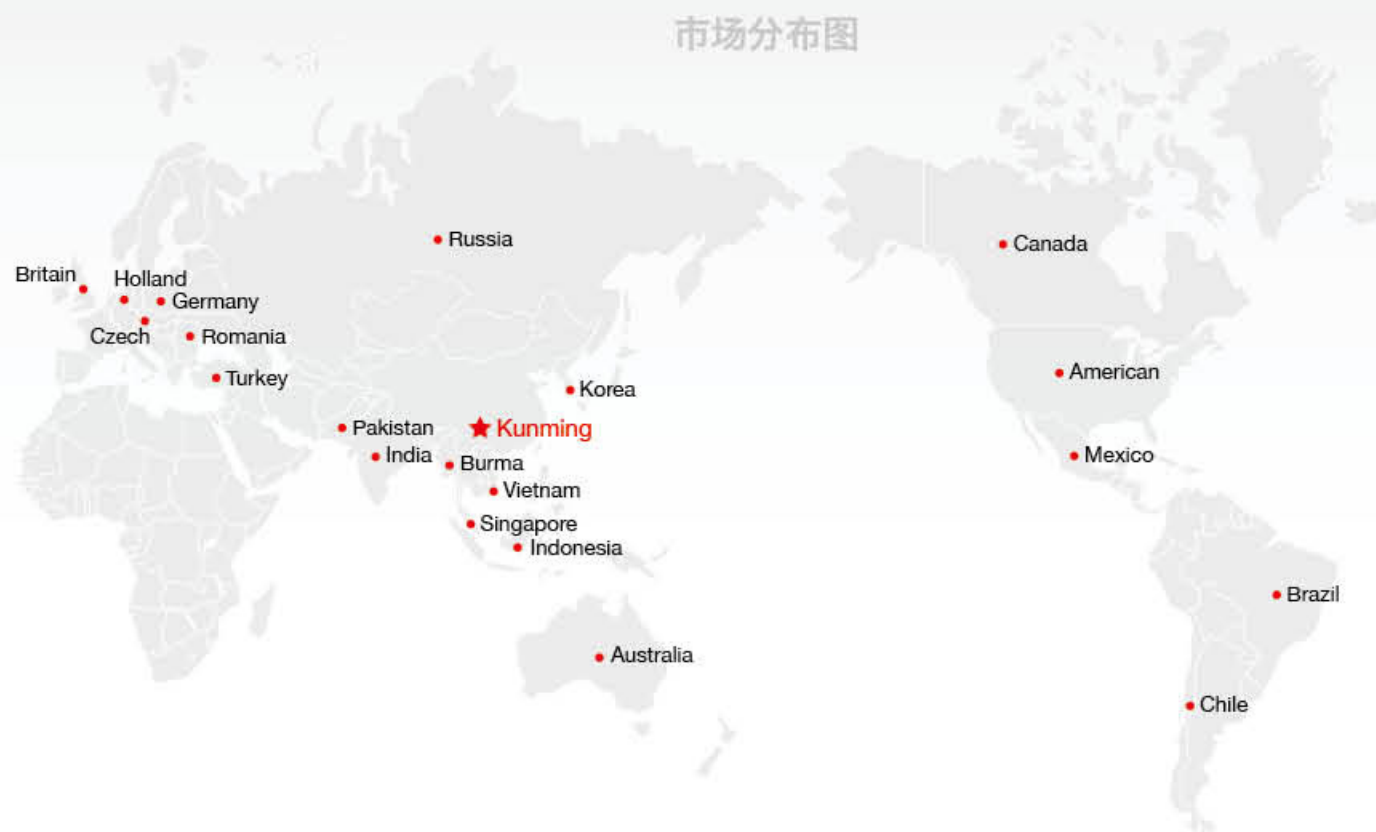 市场分布图
Russia
Canada
Britain
Holland
Germany
Czech
Romania
Turkey
Korea
American
Pakistan
Kunming
India
Burma
Mexico
Vietnam
Singapore
Indonesia
Brazil
Australia
Chile